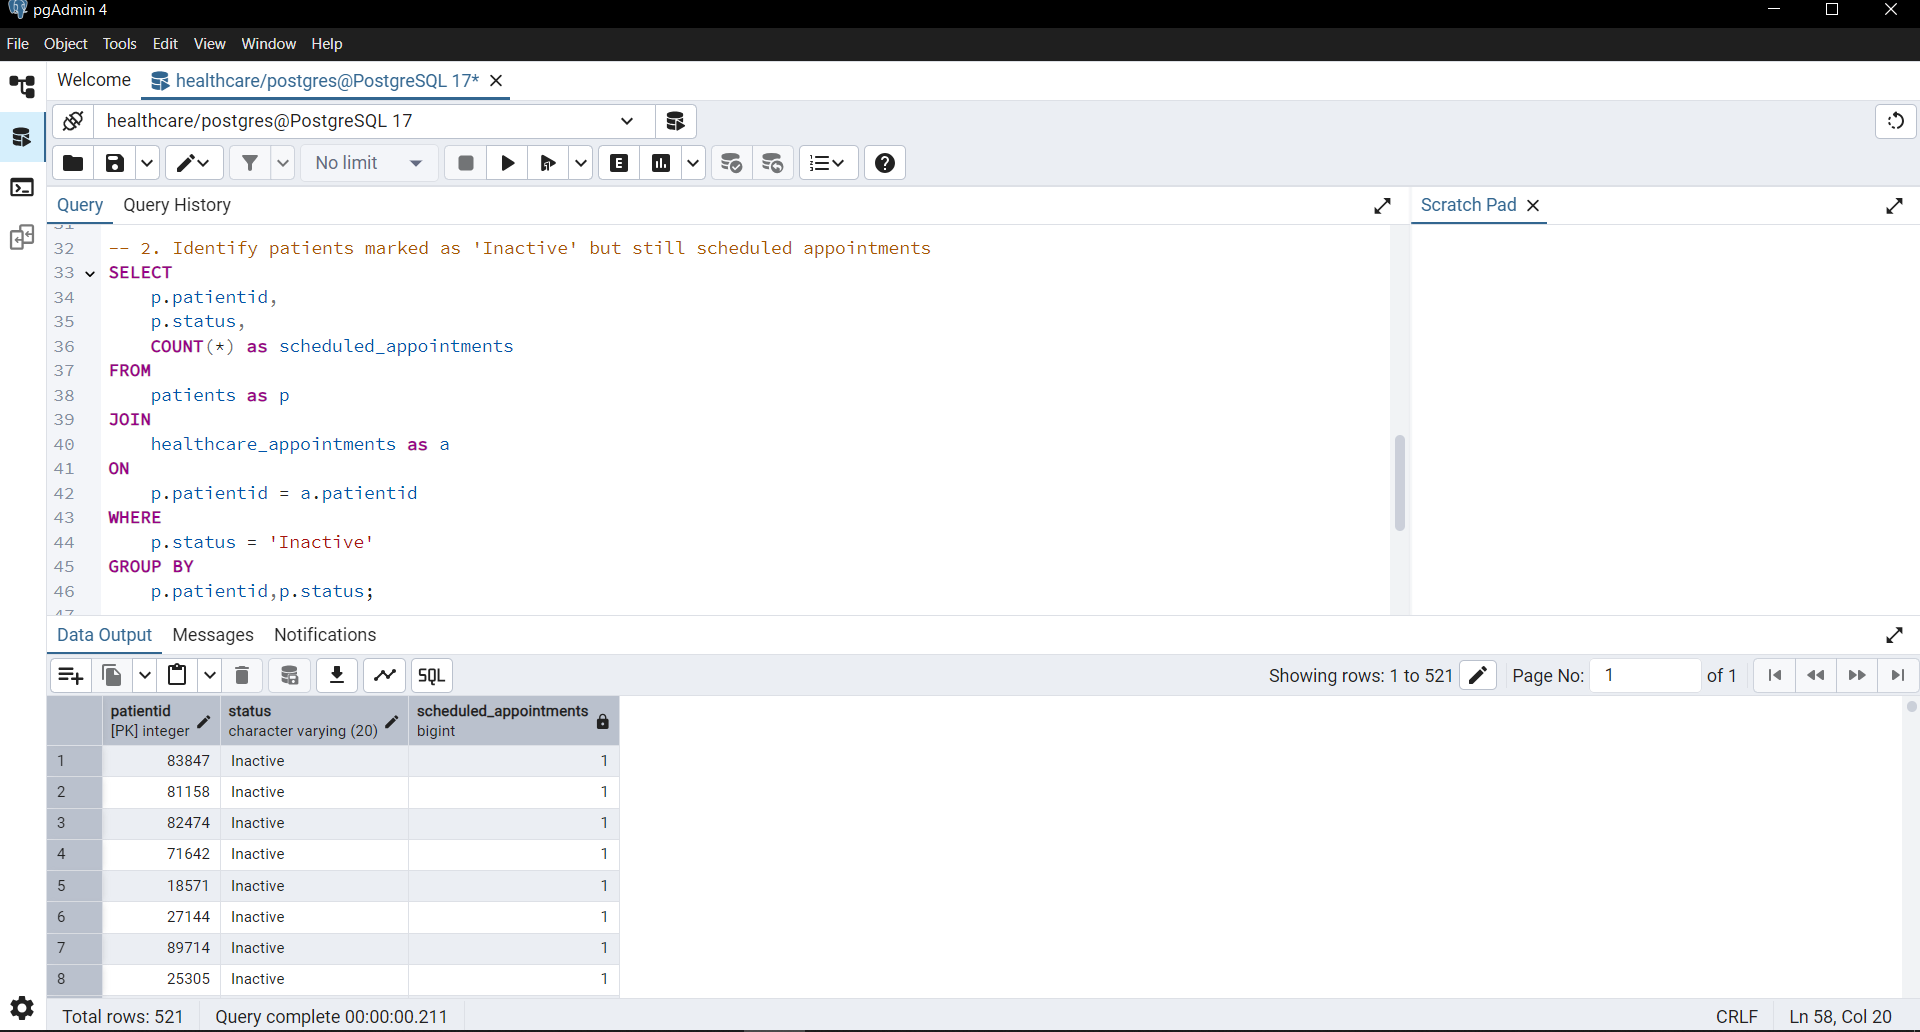 pgAdmin 4
File Object Tools Edit View Window Help
Welcome healthcare/postgres@PostgreSQL 17*
healthcare/postgres@PostgreSQL 17
No limit
E
Query Query History
Scratch Pad
31
32 -- 2. Identify patients marked as 'Inactive' but still scheduled appointments
33 SELECT
34 p.patientid,
35 p.status,
36 COUNT(*) as scheduled_appointments
37 FROM
38 patients as p
39 JOIN
40 healthcare_appointments as a
41 ON
42 p.patientid = a.patientid
43 WHERE
44 p.status = 'Inactive'
45 GROUP BY
46 p.patientid,p.status;
47
Data Output Messages Notifications
SQL Showing rows: 1 to 521 Page No: 1 of 1
patientid status scheduled_appointments
[PK] integer character varying (20) bigint
1 83847 Inactive 1
2 81158 Inactive 1
3 82474 Inactive 1
4 71642 Inactive 1
5 18571 Inactive 1
6 27144 Inactive 1
7 89714 Inactive 1
8 25305 Inactive 1
Total rows: 521 Query complete 00:00:00.211 CRLF Ln 58, Col 20